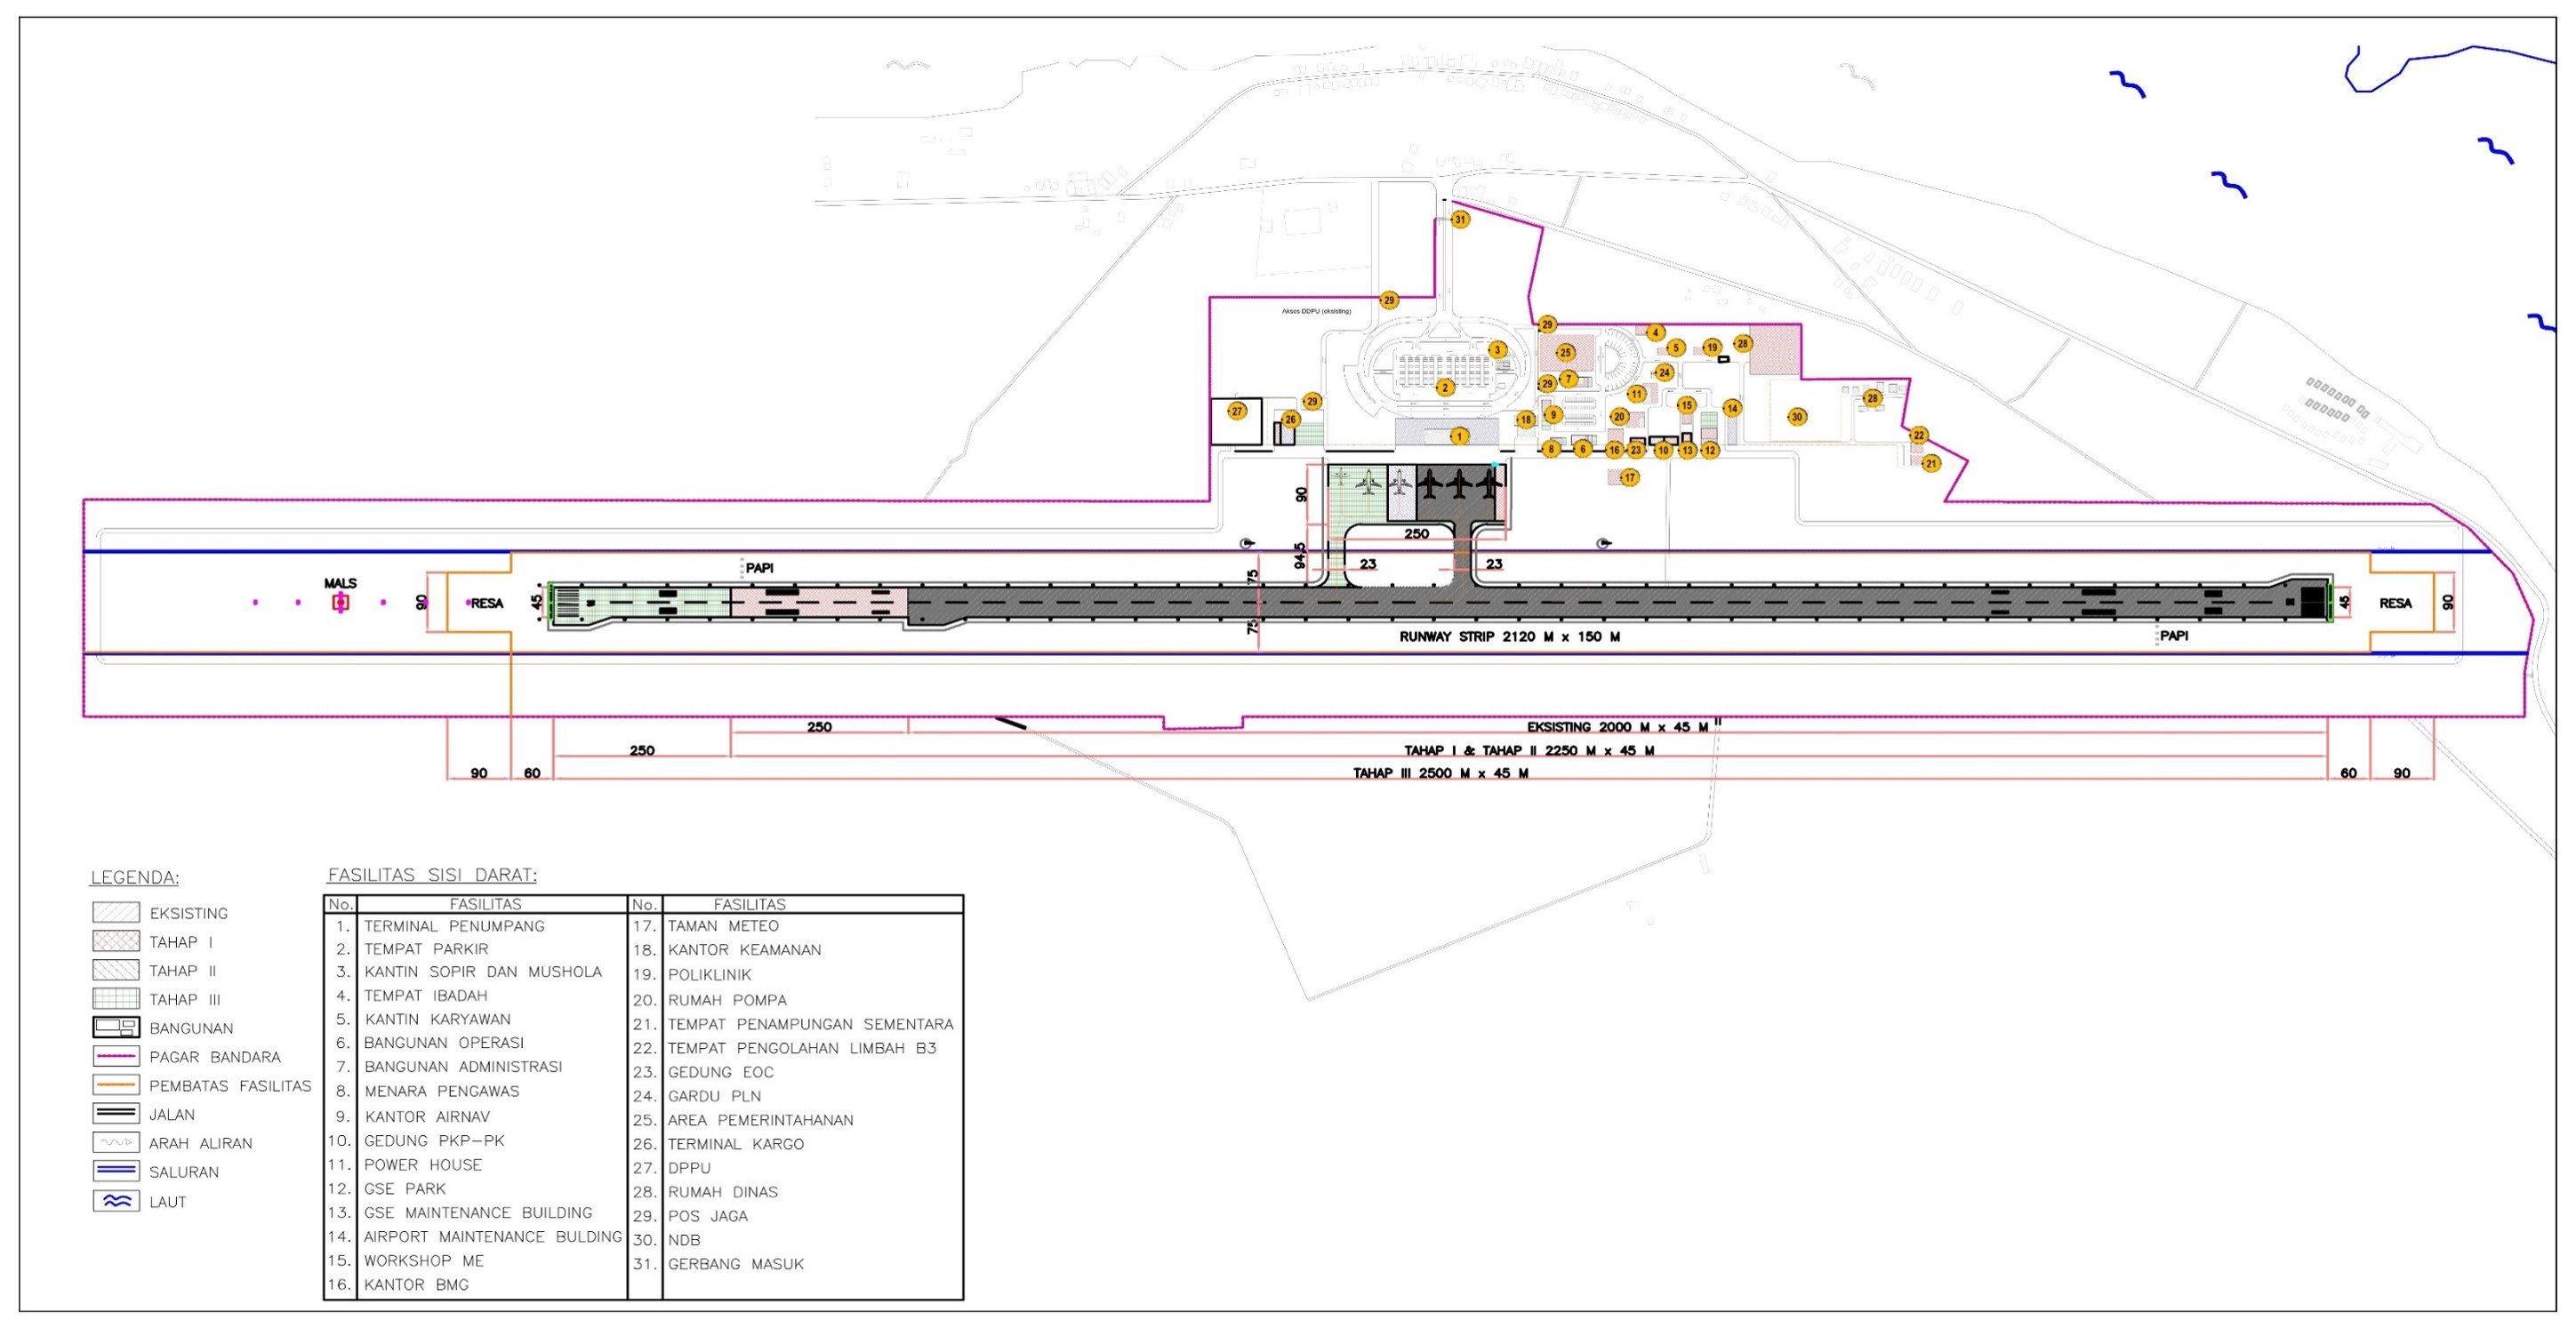 31
29
Akses DDPU (eksisting)
29
4
3
25
5
19
28
24
29
7
2
11
28
29
15
27
26
18
9
20
14
30
1
22
8
6
16
23
10
13
12
21
17
90
250
94,5
23
23
75
PAPI
MALS
90
RESA
45
45
RESA
90
75
RUNWAY STRIP 2120 M x 150 M
PAPI
250
EKSISTING 2000 M x 45 M
250
TAHAP I & TAHAP II 2250 M x 45 M
90
60
TAHAP III 2500 M x 45 M
60
90
LEGENDA:
EKSISTING
TAHAP I
TAHAP II
TAHAP III
BANGUNAN
PAGAR BANDARA
PEMBATAS FASILITAS
JALAN
ARAH ALIRAN
SALURAN
LAUT
FASILITAS SISI DARAT:
No. FASILITAS No. FASILITAS
1. TERMINAL PENUMPANG 17. TAMAN METEO
2. TEMPAT PARKIR 18. KANTOR KEAMANAN
3. KANTIN SOPIR DAN MUSHOLA 19. POLIKLINIK
4. TEMPAT IBADAH 20. RUMAH POMPA
5. KANTIN KARYAWAN 21. TEMPAT PENAMPUNGAN SEMENTARA
6. BANGUNAN OPERASI 22. TEMPAT PENGOLAHAN LIMBAH B3
7. BANGUNAN ADMINISTRASI 23. GEDUNG EOC
8. MENARA PENGAWAS 24. GARDU PLN
9. KANTOR AIRNAV 25. AREA PEMERINTAHANAN
10. GEDUNG PKP-PK 26. TERMINAL KARGO
11. POWER HOUSE 27. DPPU
12. GSE PARK 28. RUMAH DINAS
13. GSE MAINTENANCE BUILDING 29. POS JAGA
14. AIRPORT MAINTENANCE BULDING 30. NDB
15. WORKSHOP ME 31. GERBANG MASUK
16. KANTOR BMG